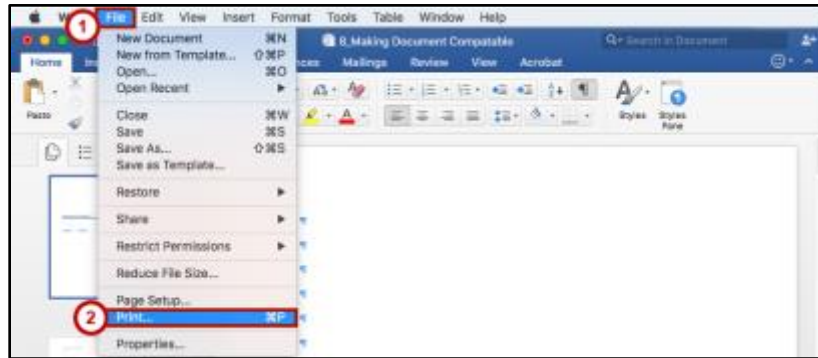 W File Edit View Insert Format Tools Table Window Help
1
8_Making Document Compatable
Search in Document
Home In nces Mailings Review View Acrobat
New Document ⌘N
New from Template... ⇧⌘P
Open... ⌘O
Open Recent ▶
Close ⌘W
Save ⌘S
Save As... ⇧⌘S
Save as Template...
Restore ▶
Share ▶
Restrict Permissions ▶
Reduce File Size...
Page Setup...
2 Print... ⌘P
Properties...
Paste
A A
Styles Styles
Pane